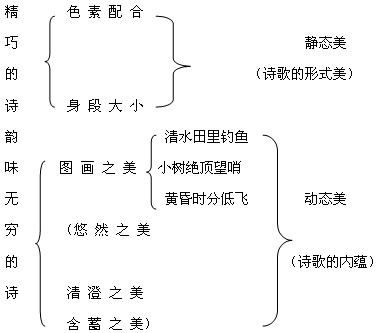 精巧的诗韵味无穷的诗
色素配合
身段大小
静态美
（诗歌的形式美）
图画之美
清水田里钓鱼
小树绝顶望哨
黄昏时分低飞
（悠然之美
清澄之美
含蓄之美）
动态美
（诗歌的内蕴）